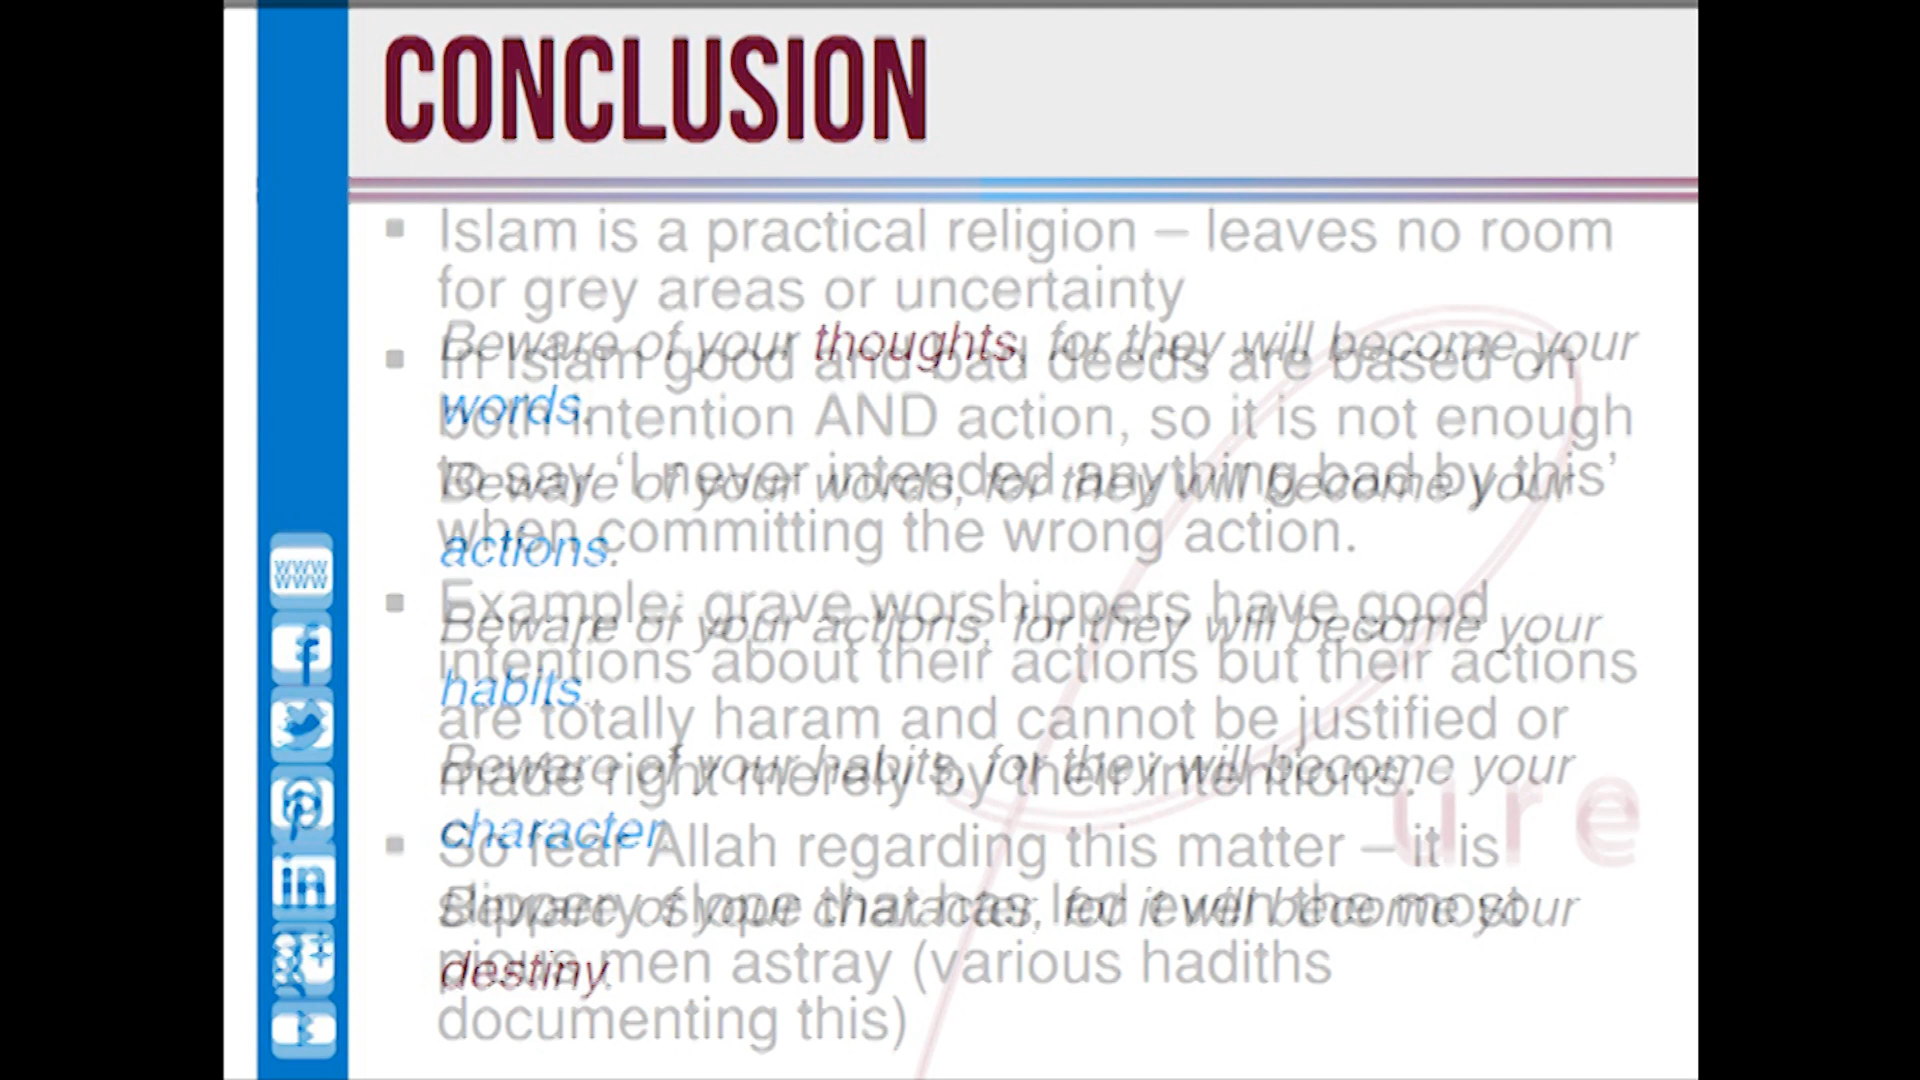 CONCLUSION
Islam is a practical religion – leaves no room
for grey areas or uncertainty
In Islam good and bad deeds are based on
both intention AND action, so it is not enough
to say ‘I never intended anything bad by this’
when committing the wrong action.
Example: grave worshippers have good
intentions about their actions but their actions
are totally haram and cannot be justified or
made right merely by their intentions.
So fear Allah regarding this matter – it is
slippery slope that has led even the most
pious men astray (various hadiths
documenting this)
Beware of your thoughts, for they will become your
words.
Beware of your words, for they will become your
actions.
Beware of your actions, for they will become your
habits.
Beware of your habits, for they will become your
character.
Beware of your character, for it will become your
destiny.
www
www
f
in
ure